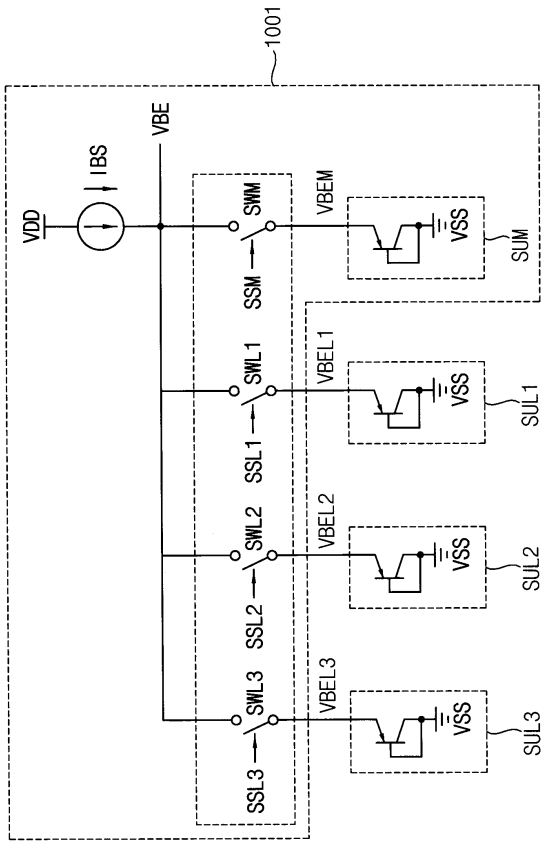 1001
VDD
IBS
VBE
SWL3
SWL2
SWL1
SWM
SSL3
SSL2
SSL1
SSM
VBEL3
VBEL2
VBEL1
VBEM
VSS
VSS
VSS
VSS
SUL3
SUL2
SUL1
SUM